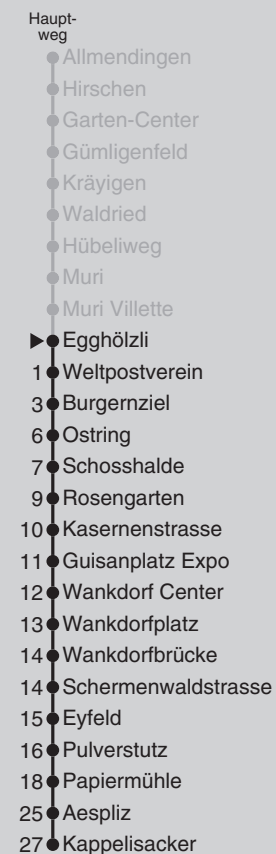 Haupt-
weg
Allmendingen
Hirschen
Garten-Center
Gümligenfeld
Kräyigen
Waldried
Hübeliweg
Muri
Muri Villette
Egghölzli
1 Weltpostverein
3 Burgernziel
6 Ostring
7 Schosshalde
9 Rosengarten
10 Kasernenstrasse
11 Guisanplatz Expo
12 Wankdorf Center
13 Wankdorfplatz
14 Wankdorfbrücke
14 Schermenwaldstrasse
15 Eyfeld
16 Pulverstutz
18 Papiermühle
25 Aespliz
27 Kappelisacker